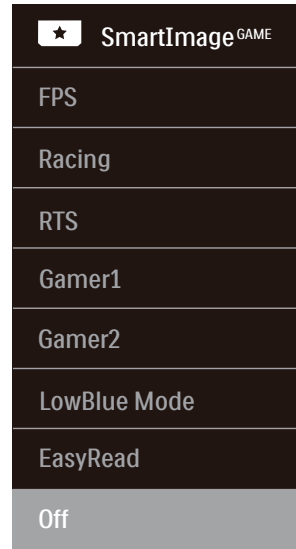 SmartImage GAME
FPS
Racing
RTS
Gamer1
Gamer2
LowBlue Mode
EasyRead
Off